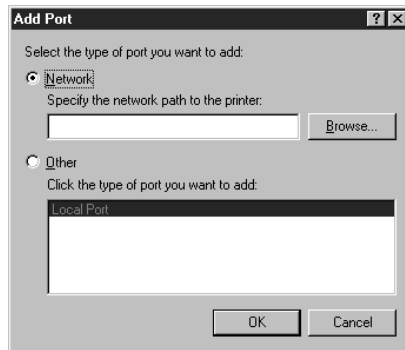 Add Port
Select the type of port you want to add:
Network
Specify the network path to the printer:
Browse...
Other
Click the type of port you want to add:
Local Port
OK Cancel